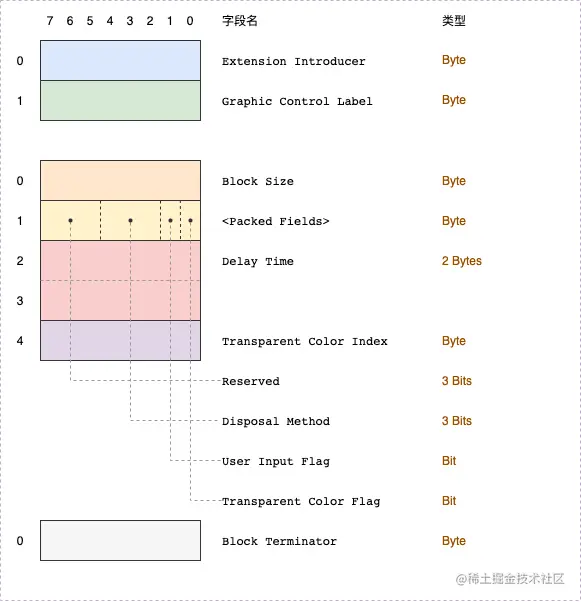 7 6 5 4 3 2 1 0 字段名 类型
0 Extension Introducer Byte
1 Graphic Control Label Byte
0 Block Size Byte
1 <Packed Fields> Byte
2 Delay Time 2 Bytes
3
4 Transparent Color Index Byte
Reserved 3 Bits
Disposal Method 3 Bits
User Input Flag Bit
Transparent Color Flag Bit
0 Block Terminator Byte
@稀土掘金技术社区